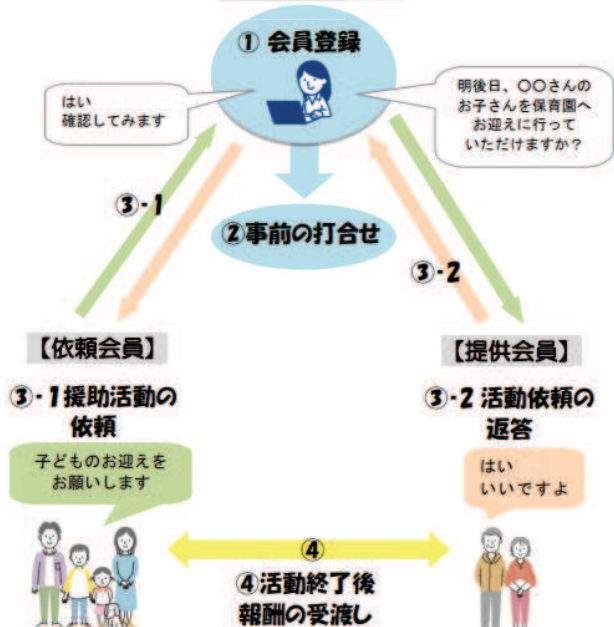 ① 会員登録
はい
確認してみます
明後日、〇〇さんの
お子さんを保育園へ
お迎えに行って
いただけますか？
③-1
②事前の打合せ
③-2
【依頼会員】
【提供会員】
③-1援助活動の
依頼
③-2 活動依頼の
返答
子どものお迎えを
お願いします
はい
いいですよ
④
④活動終了後
報酬の受渡し